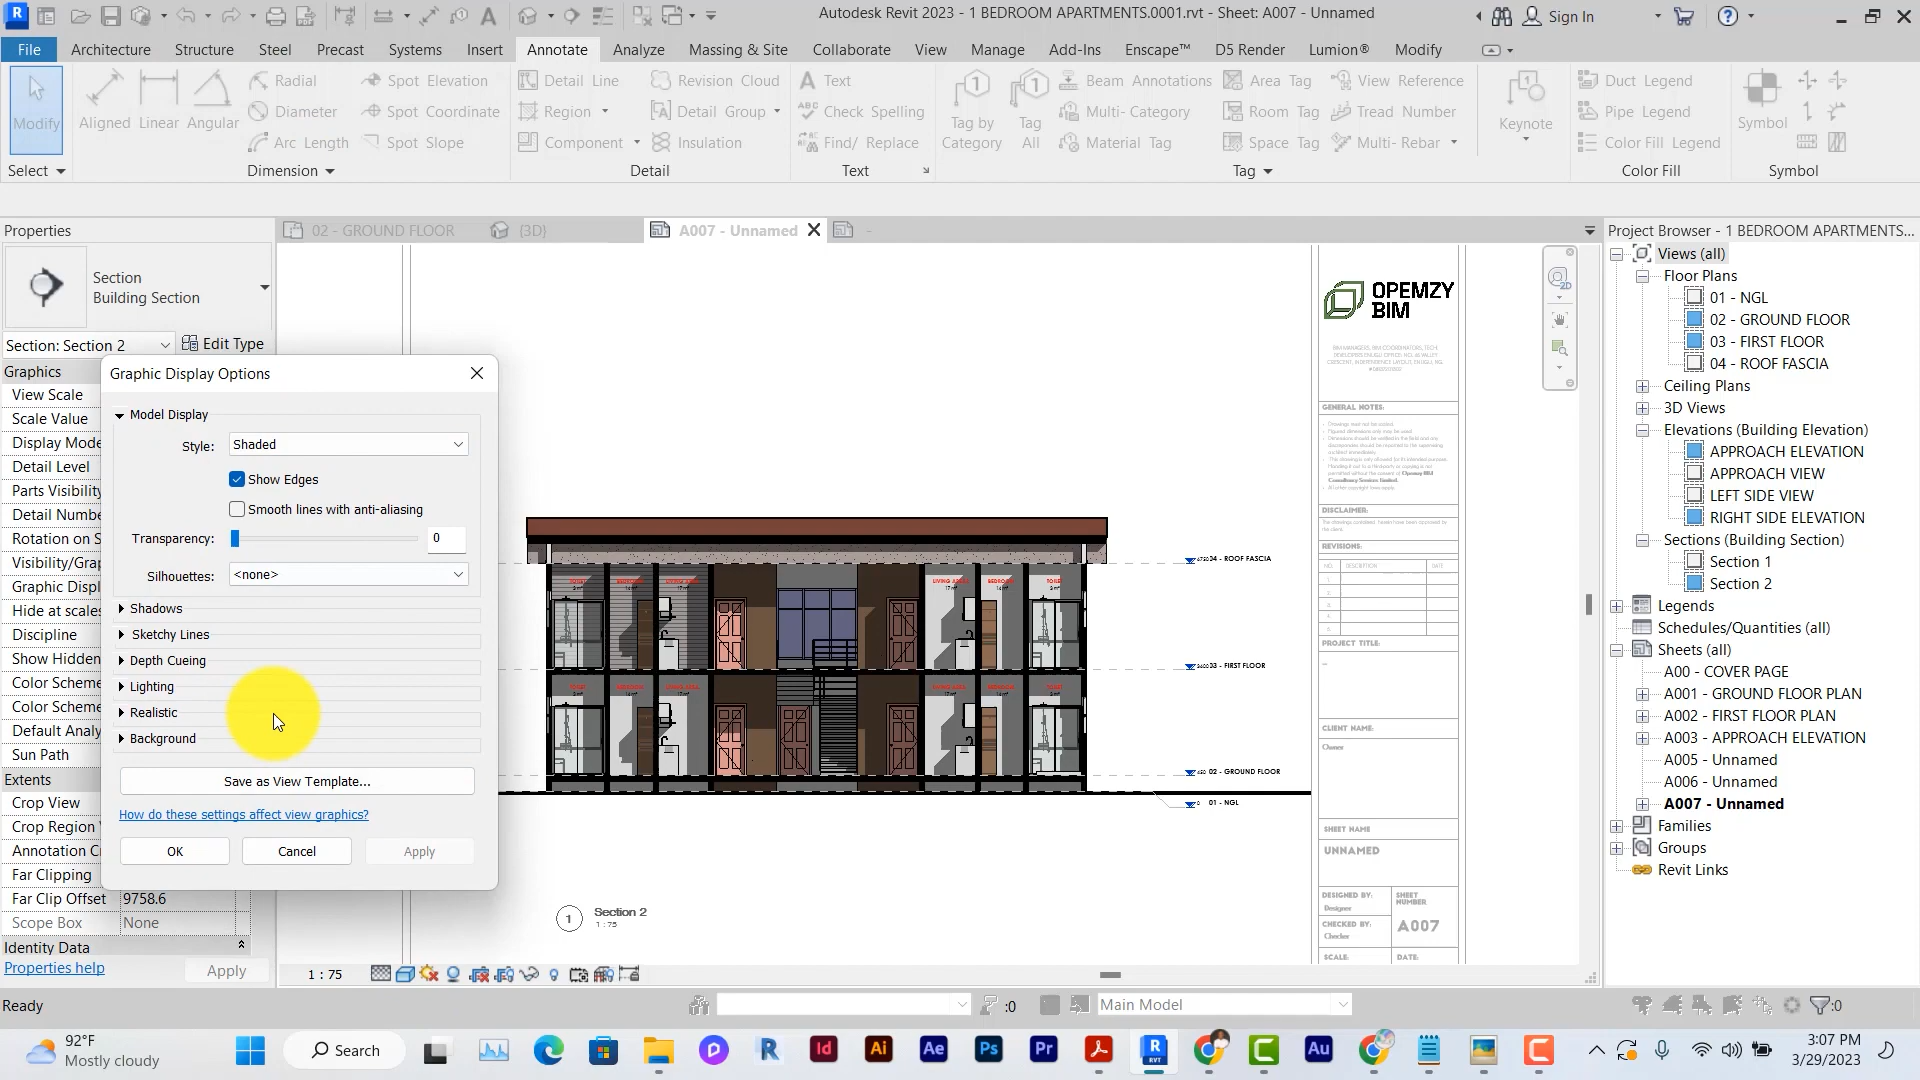 Autodesk Revit 2023 - 1 BEDROOM APARTMENTS.0001.rvt - Sheet: A007 - Unnamed
Sign In
File Architecture Structure Steel Precast Systems Insert Annotate Analyze Massing & Site Collaborate View Manage Add-Ins Enscape™ D5 Render Lumion® Modify
Modify
Aligned Linear Angular
Radial
Diameter
Arc Length
Spot Elevation
Spot Coordinate
Spot Slope
Detail Line
Region
Component
Revision Cloud
Detail Group
Insulation
Text
Check Spelling
Find/ Replace
Tag by Category
Tag All
Beam Annotations
Multi- Category
Material Tag
Area Tag
Room Tag
Space Tag
View Reference
Tread Number
Multi- Rebar
Keynote
Duct Legend
Pipe Legend
Color Fill Legend
Symbol
Select Dimension Detail Text Tag Color Fill Symbol
Properties
02 - GROUND FLOOR {3D} A007 - Unnamed -
Section
Building Section
Section: Section 2 Edit Type
Graphics
View Scale
Scale Value
Display Mode
Detail Level
Parts Visibility
Detail Numbe
Rotation on S
Visibility/Grap
Graphic Displ
Hide at scales
Discipline
Show Hidden
Color Scheme
Color Scheme
Default Analy
Sun Path
Extents
Crop View
Crop Region
Annotation Cr
Far Clipping
Far Clip Offset 9758.6
Scope Box None
Identity Data
Properties help Apply
Graphic Display Options
Model Display
Style: Shaded
Show Edges
Smooth lines with anti-aliasing
Transparency: 0
Silhouettes: <none>
Shadows
Sketchy Lines
Depth Cueing
Lighting
Realistic
Background
Save as View Template...
How do these settings affect view graphics?
OK Cancel Apply
04 - ROOF FASCIA
03 - FIRST FLOOR
02 - GROUND FLOOR
01 - NGL
1 Section 2
1 : 75
OPEMZY
BIM
GENERAL NOTES:
DISCLAIMER:
REVISIONS:
NO. DESCRIPTION DATE
PROJECT TITLE:
CLIENT NAME:
Owner
SHEET NAME
UNNAMED
DESIGNED BY:
Designer
CHECKED BY:
Checker
SHEET NUMBER
A007
SCALE: DATE:
Project Browser - 1 BEDROOM APARTMENTS...
Views (all)
Floor Plans
01 - NGL
02 - GROUND FLOOR
03 - FIRST FLOOR
04 - ROOF FASCIA
Ceiling Plans
3D Views
Elevations (Building Elevation)
APPROACH ELEVATION
APPROACH VIEW
LEFT SIDE VIEW
RIGHT SIDE ELEVATION
Sections (Building Section)
Section 1
Section 2
Legends
Schedules/Quantities (all)
Sheets (all)
A00 - COVER PAGE
A001 - GROUND FLOOR PLAN
A002 - FIRST FLOOR PLAN
A003 - APPROACH ELEVATION
A005 - Unnamed
A006 - Unnamed
A007 - Unnamed
Families
Groups
Revit Links
1 : 75
Ready :0 Main Model :0
92°F
Mostly cloudy
Search
3:07 PM
3/29/2023